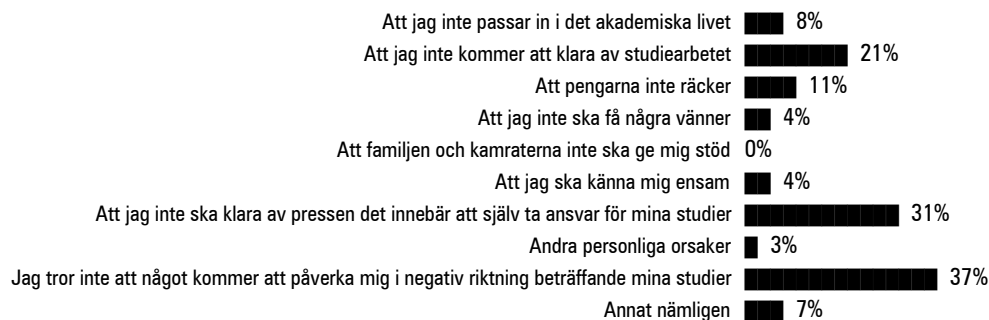 Att jag inte passar in i det akademiska livet 8%
Att jag inte kommer att klara av studiearbetet 21%
Att pengarna inte räcker 11%
Att jag inte ska få några vänner 4%
Att familjen och kamraterna inte ska ge mig stöd 0%
Att jag ska känna mig ensam 4%
Att jag inte ska klara av pressen det innebär att själv ta ansvar för mina studier 31%
Andra personliga orsaker 3%
Jag tror inte att något kommer att påverka mig i negativ riktning beträffande mina studier 37%
Annat nämligen 7%